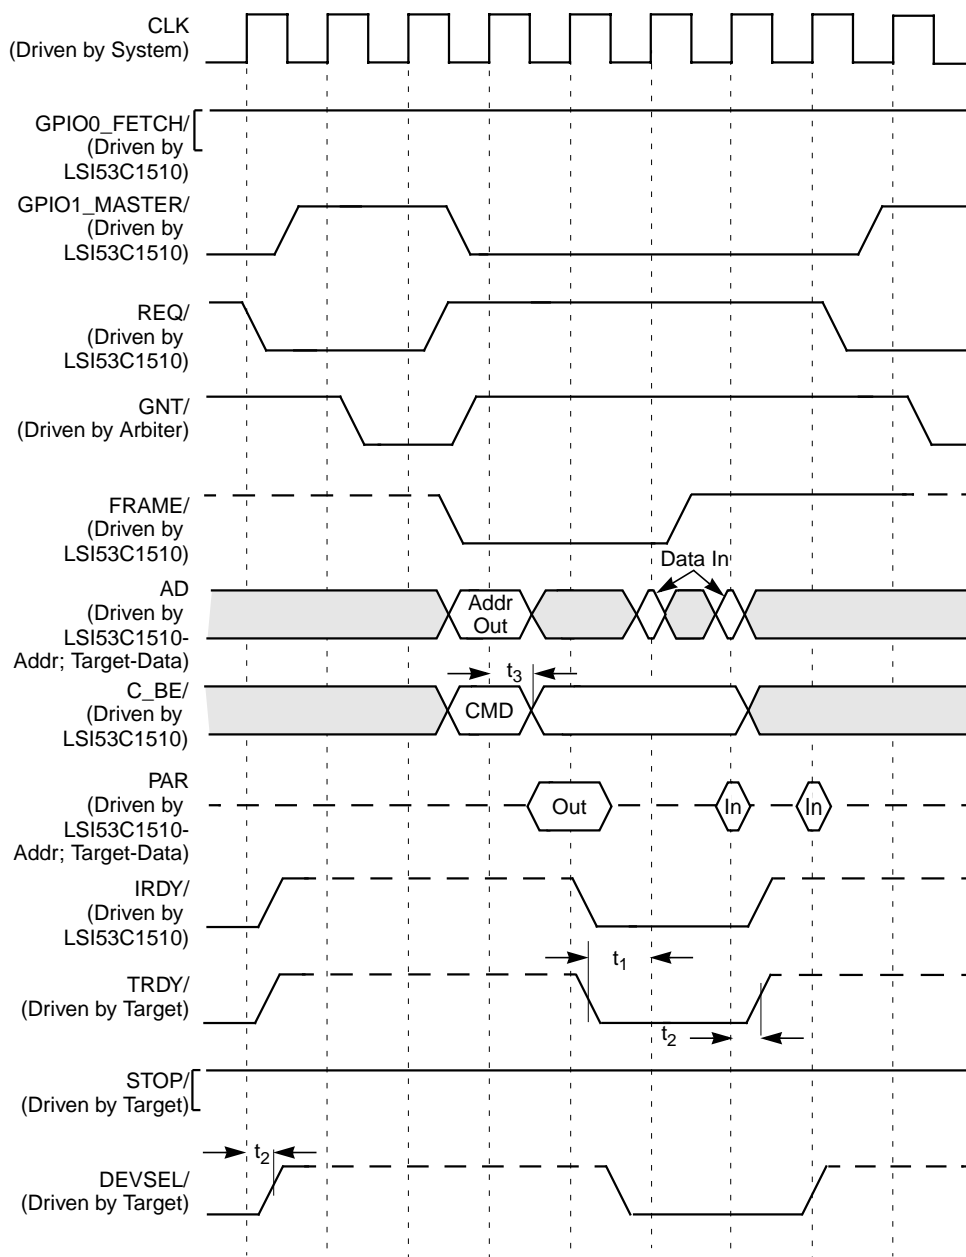 CLK
(Driven by System)
GPIO0_FETCH/
(Driven by
LSI53C1510)
GPIO1_MASTER/
(Driven by
LSI53C1510)
REQ/
(Driven by
LSI53C1510)
GNT/
(Driven by Arbiter)
FRAME/
(Driven by
LSI53C1510)
Data In
AD
(Driven by
LSI53C1510-
Addr; Target-Data)
Addr
Out
t3
C_BE/
(Driven by
LSI53C1510)
CMD
PAR
(Driven by
LSI53C1510-
Addr; Target-Data)
Out
In
In
IRDY/
(Driven by
LSI53C1510)
t1
TRDY/
(Driven by Target)
t2
STOP/
(Driven by Target)
t2
DEVSEL/
(Driven by Target)